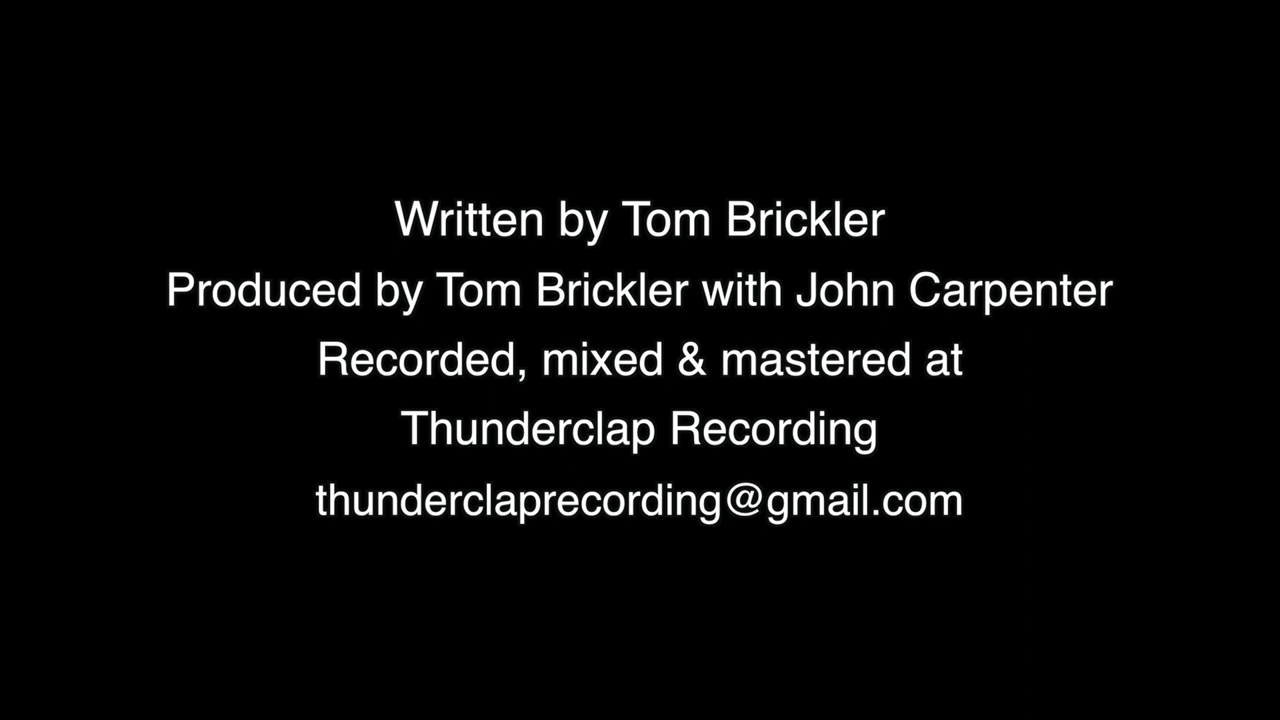 Written by Tom Brickler
Produced by Tom Brickler with John Carpenter
Recorded, mixed & mastered at
Thunderclap Recording
thunderclaprecording@gmail.com